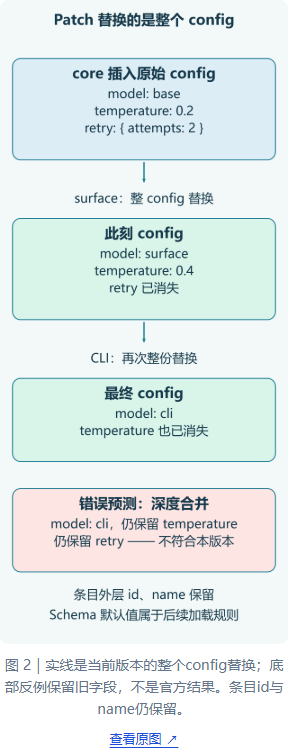 Patch 替换的是整个 config
core 插入原始 config
model: base
temperature: 0.2
retry: { attempts: 2 }
surface：整 config 替换
此刻 config
model: surface
temperature: 0.4
retry 已消失
CLI：再次整份替换
最终 config
model: cli
temperature 也已消失
错误预测：深度合并
model: cli，仍保留 temperature
仍保留 retry —— 不符合本版本
条目外层 id、name 保留
Schema 默认值属于后续加载规则
图 2｜实线是当前版本的整个config替换；底
部反例保留旧字段，不是官方结果。条目id与
name仍保留。
查看原图 ↗